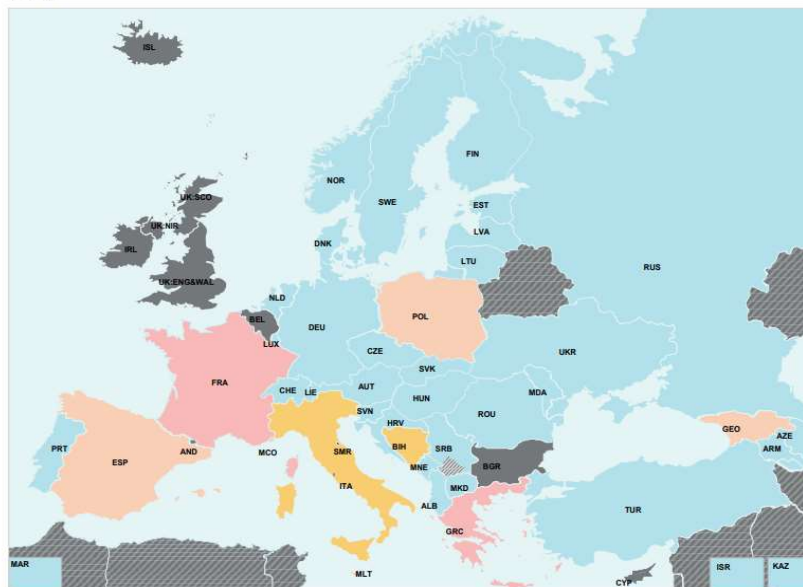 ISL
UK:SCO
UK:NIR
IRL
UK:ENG&WAL
NOR
SWE
FIN
EST
LVA
LTU
DNK
RUS
NLD
BEL
LUX
DEU
POL
CZE
SVK
UKR
FRA
CHE
LIE
AUT
HUN
MDA
SVN
HRV
ROU
PRT
ESP
AND
MCO
SMR
ITA
BIH
SRB
MNE
BGR
MKD
ALB
GRC
GEO
AZE
ARM
TUR
MAR
MLT
CYP
ISR
KAZ